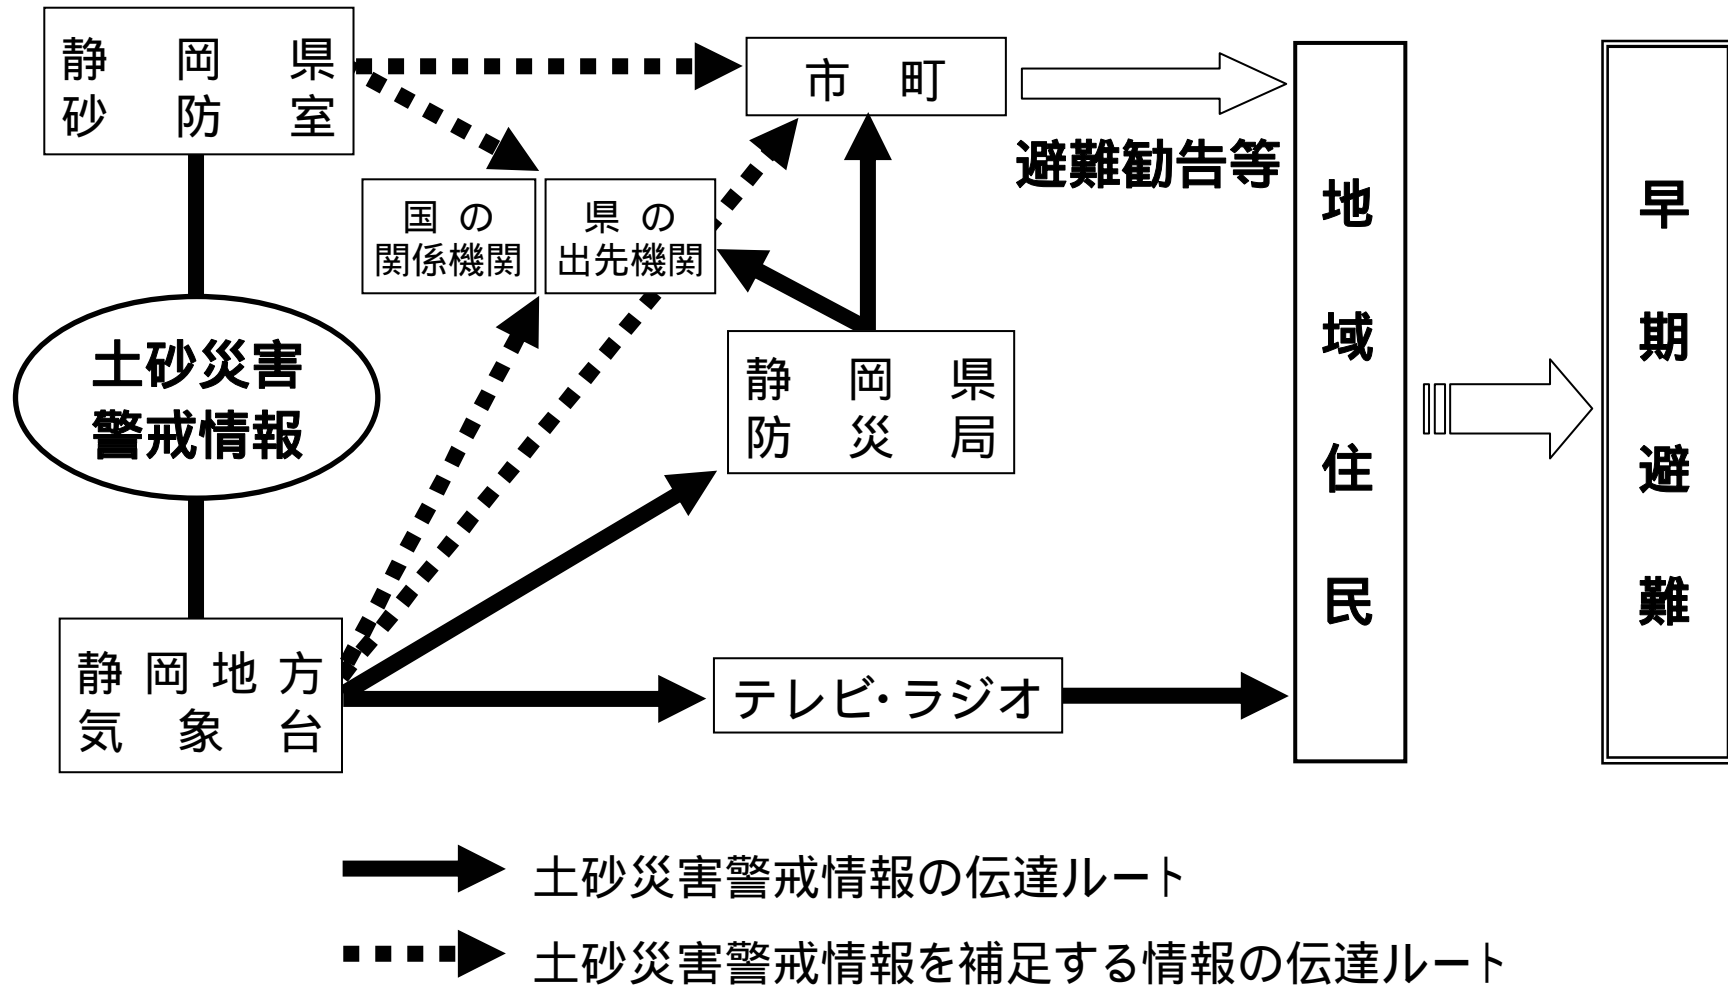 静岡県
砂防室
市町
避難勧告等
国の
関係機関
県の
出先機関
土砂災害
警戒情報
静岡県
防災局
静岡地方
気象台
テレビ・ラジオ
地域住民
早期避難
土砂災害警戒情報の伝達ルート
土砂災害警戒情報を補足する情報の伝達ルート